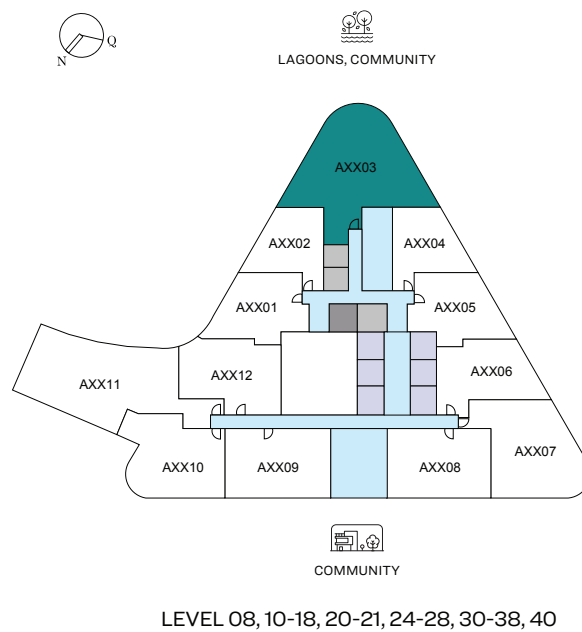 N
Q
LAGOONS, COMMUNITY
AXX03
AXX02
AXX04
AXX01
AXX05
AXX11
AXX12
AXX06
AXX10
AXX09
AXX08
AXX07
COMMUNITY
LEVEL 08, 10-18, 20-21, 24-28, 30-38, 40